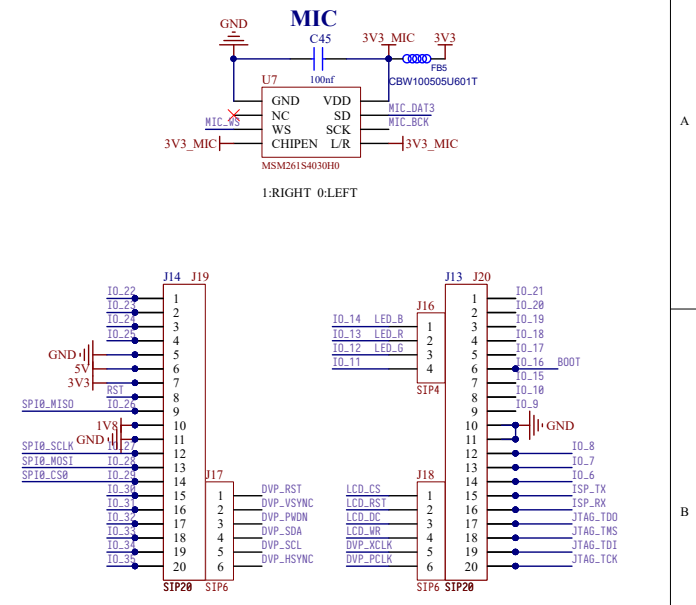 MIC
GND
C45
3V3_MIC
3V3
100nf
FB5
CBW100505U601T
U7
GND
VDD
NC
SD
MIC_DAT3
MIC_WS
WS
SCK
MIC_BCK
3V3_MIC
CHIPEN
L/R
3V3_MIC
MSM261S4030H0
1:RIGHT 0:LEFT
A
J14 J19
IO_22
1
IO_23
2
IO_24
3
IO_25
4
GND
5
5V
6
3V3
7
RST
8
SPI0_MISO
IO_26
9
1V8
10
GND
11
SPI0_SCLK
IO_27
12
SPI0_MOSI
IO_28
13
SPI0_CS0
IO_29
14
IO_30
15
IO_31
16
IO_32
17
IO_33
18
IO_34
19
IO_35
20
SIP20
J17
1
DVP_RST
2
DVP_VSYNC
3
DVP_PWDN
4
DVP_SDA
5
DVP_SCL
6
DVP_HSYNC
SIP6
J16
IO_14 LED_B
1
IO_13 LED_R
2
IO_12 LED_G
3
IO_11
4
SIP4
J18
LCD_CS
1
LCD_RST
2
LCD_DC
3
LCD_WR
4
DVP_XCLK
5
DVP_PCLK
6
SIP6
J13 J20
1
IO_21
2
IO_20
3
IO_19
4
IO_18
5
IO_17
6
IO_16 BOOT
7
IO_15
8
IO_10
9
IO_9
10
GND
11
12
IO_8
13
IO_7
14
IO_6
15
ISP_TX
16
ISP_RX
17
JTAG_TDO
18
JTAG_TMS
19
JTAG_TDI
20
JTAG_TCK
SIP20
B